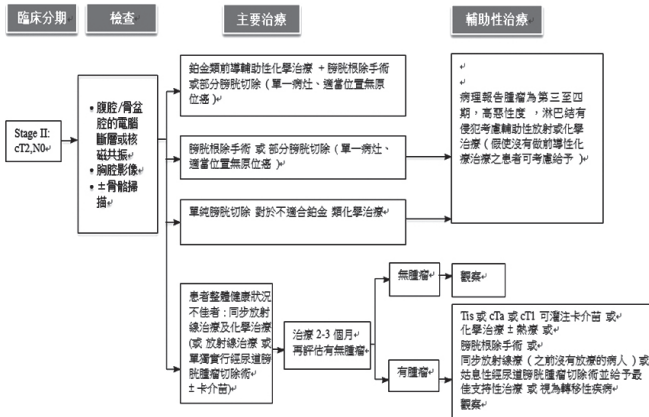 臨床分期
檢查
主要治療
輔助性治療
Stage II:
cT2,N0
• 腹腔/骨盆
腔的電腦
斷層或核
磁共振
• 胸腔影像
• ±骨骼掃
描
鉑金類前導輔助性化學治療 + 膀胱根除手術
或部分膀胱切除 ( 單一病灶、適當位置無原
位癌 )
膀胱根除手術 或 部分膀胱切除 ( 單一病灶、
適當位置無原位癌 )
單純膀胱切除 對於不適合鉑金 類化學治療
病理報告腫瘤為第三至四
期，高惡性度 ，淋巴結有
侵犯考慮輔助性放射或化學
治療 ( 假使沒有做前導性化
療治療之患者可考慮給予 )
患者整體健康狀況
不佳者 : 同步放射
線治療及化學治療
(或 放射線治療 或
單獨實行經尿道膀
胱腫瘤切除術
± 卡介苗)
治療 2-3 個月
再評估有無腫瘤
無腫瘤
觀察
有腫瘤
Tis 或 cTa 或 cT1 可灌注卡介苗 或
化學治療 ± 熱療 或
膀胱根除手術 或
同步放射線療 ( 之前沒有放療的病人 ) 或
姑息性經尿道膀胱腫瘤切除術並給予最
佳支持性治療 或 視為轉移性疾病
觀察